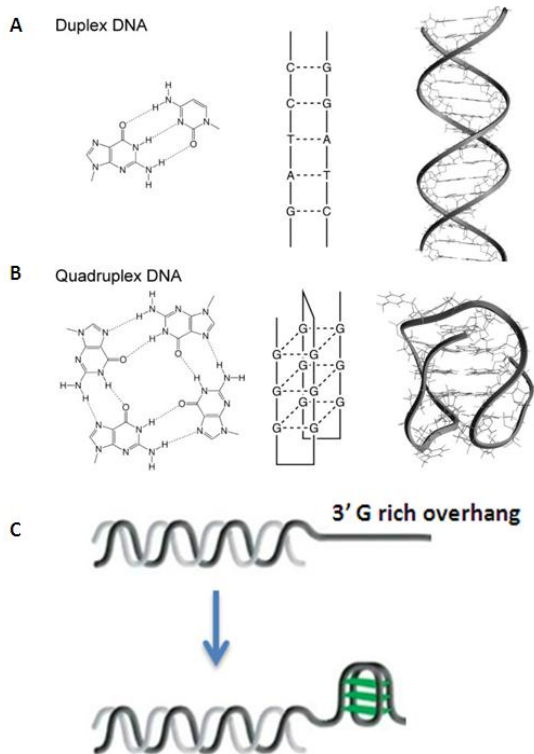 A Duplex DNA
H
H N
O
N H N N
N O
N N N H
H
C G
C G
T A
A T
G C
B Quadruplex DNA
H
H N N N
N N H N N
N O O
N N H H
N H N N H
H N H O N N
H O N
N N H O N
N N N H N
H
G G
G G
G G
G G
G G
G G
C
3’ G rich overhang